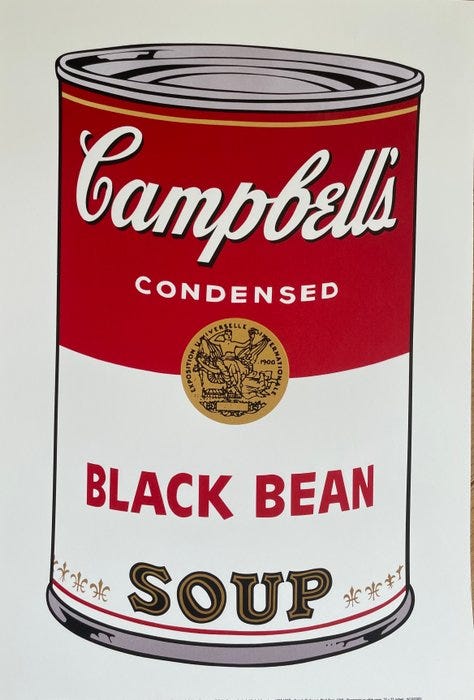 Campbell's
CONDENSED
EXPOSITION UNIVERSELLE INTERNATIONALE
1900
BLACK BEAN
SOUP